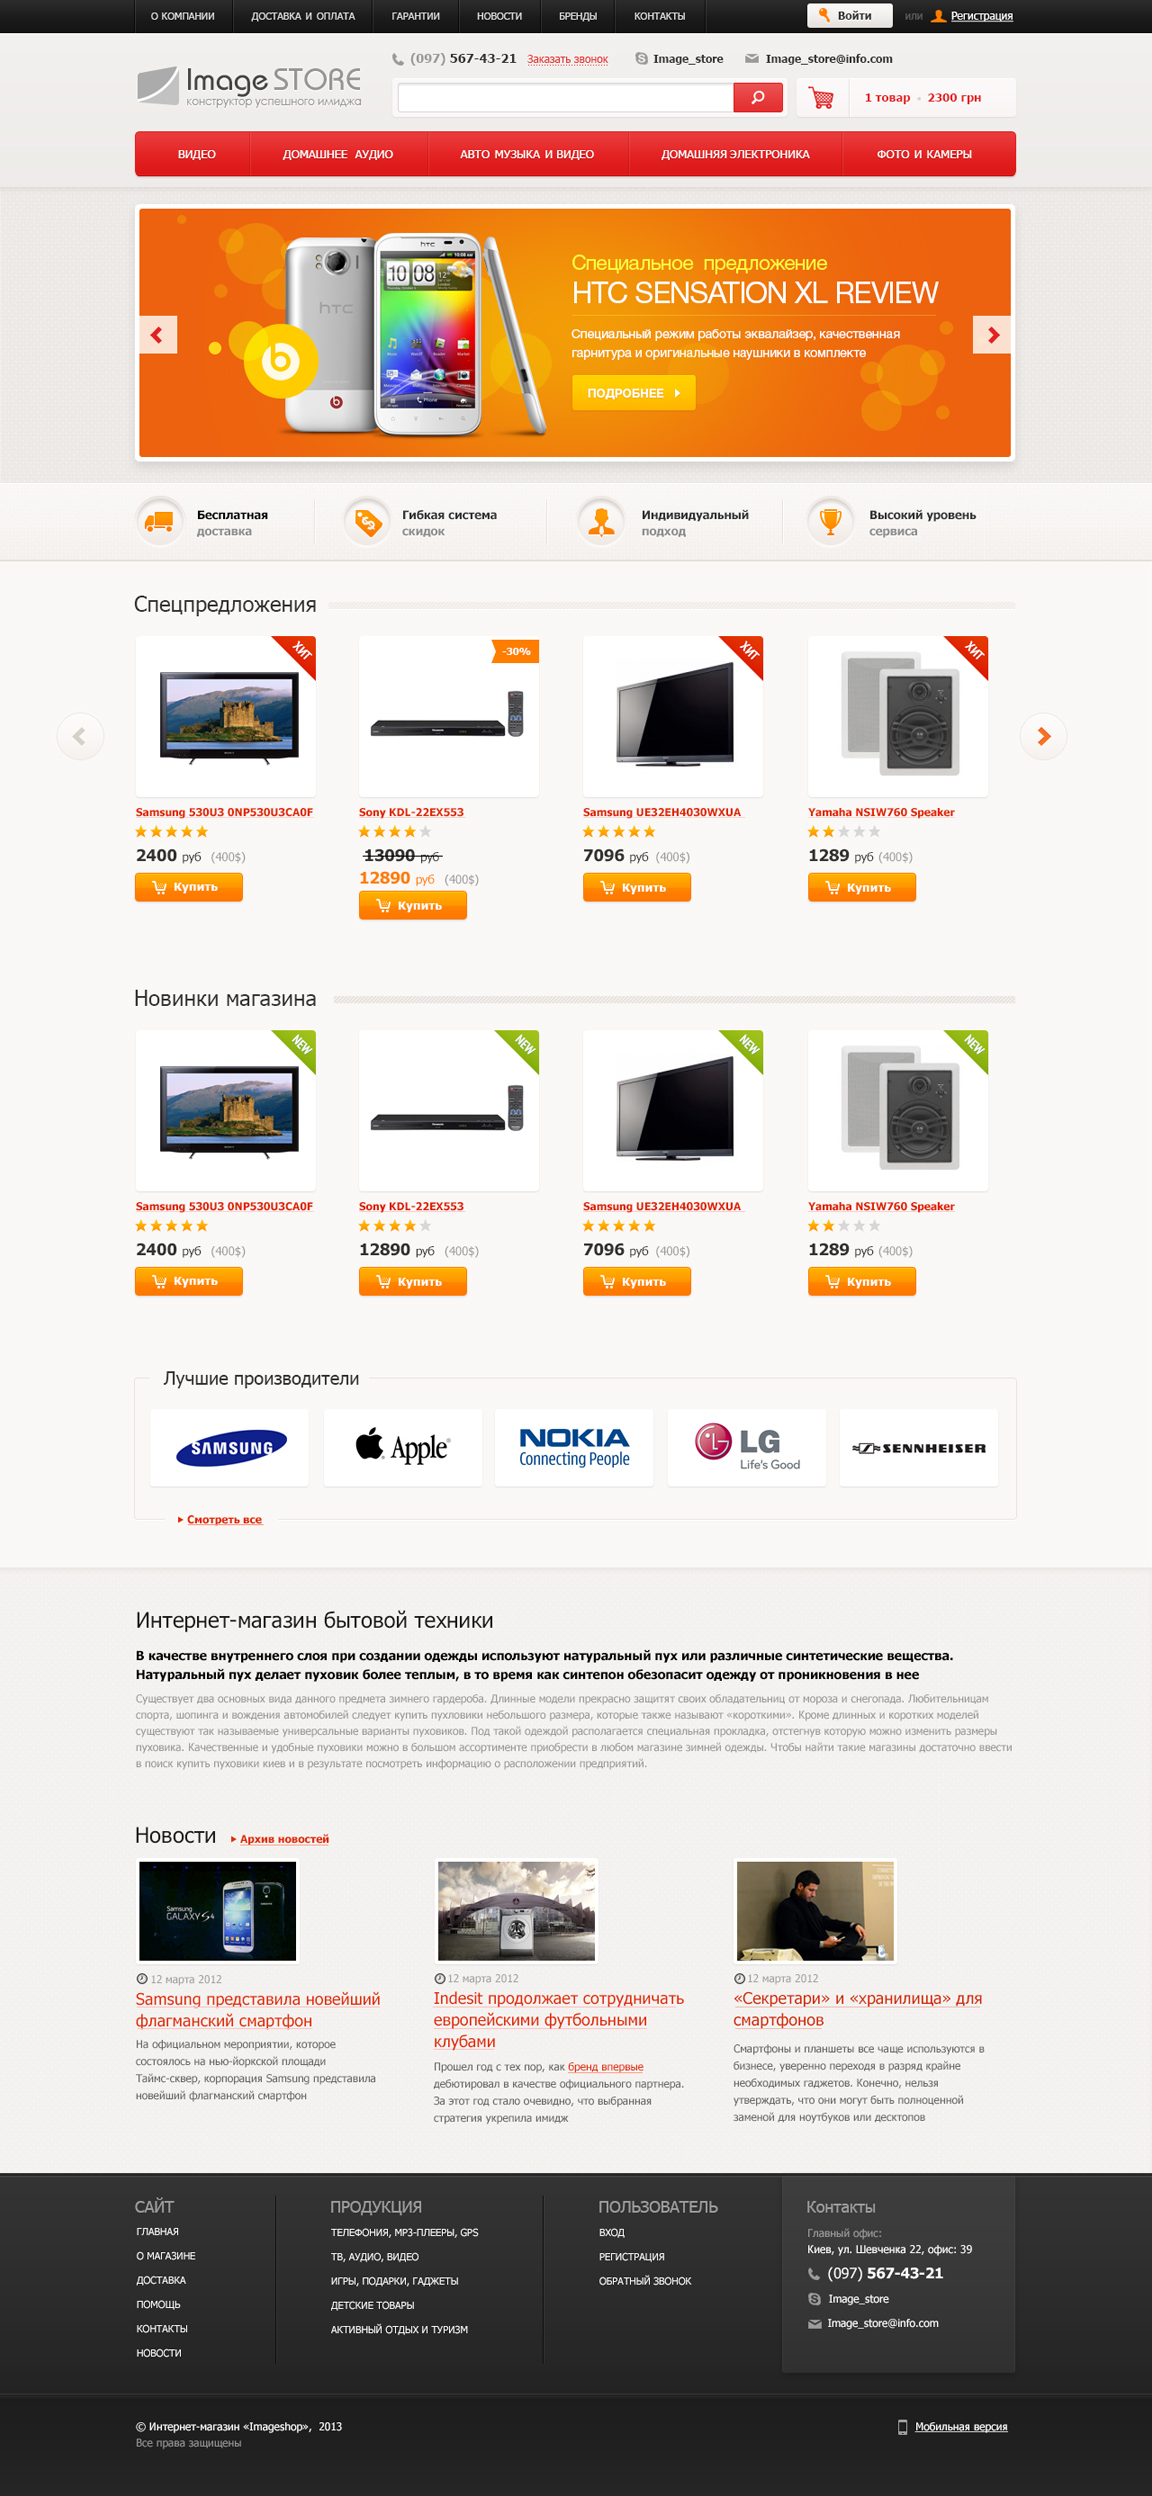 О КОМПАНИИ
ДОСТАВКА И ОПЛАТА
ГАРАНТИИ
НОВОСТИ
БРЕНДЫ
КОНТАКТЫ
Войти
или
Регистрация
Image STORE
конструктор успешного имиджа
(097) 567-43-21
Заказать звонок
Image_store
Image_store@info.com
1 товар • 2300 грн
ВИДЕО
ДОМАШНЕЕ АУДИО
АВТО МУЗЫКА И ВИДЕО
ДОМАШНЯЯ ЭЛЕКТРОНИКА
ФОТО И КАМЕРЫ
hTC
hTC
10 08
Специальное предложение
HTC SENSATION XL REVIEW
Специальный режим работы эквалайзер, качественная
гарнитура и оригинальные наушники в комплекте
ПОДРОБНЕЕ
Бесплатная
доставка
Гибкая система
скидок
Индивидуальный
подход
Высокий уровень
сервиса
Спецпредложения
ХИТ
-30%
ХИТ
ХИТ
Samsung 530U3 0NP530U3CA0F
2400 руб (400$)
Купить
Sony KDL-22EX553
13090 руб
12890 руб (400$)
Купить
Samsung UE32EH4030WXUA
7096 руб (400$)
Купить
Yamaha NSIW760 Speaker
1289 руб (400$)
Купить
Новинки магазина
NEW
NEW
NEW
NEW
Samsung 530U3 0NP530U3CA0F
2400 руб (400$)
Купить
Sony KDL-22EX553
12890 руб (400$)
Купить
Samsung UE32EH4030WXUA
7096 руб (400$)
Купить
Yamaha NSIW760 Speaker
1289 руб (400$)
Купить
Лучшие производители
SAMSUNG
Apple
NOKIA
Connecting People
LG
Life's Good
SENNHEISER
Смотреть все
Интернет-магазин бытовой техники
В качестве внутреннего слоя при создании одежды используют натуральный пух или различные синтетические вещества.
Натуральный пух делает пуховик более теплым, в то время как синтепон обезопасит одежду от проникновения в нее
Существует два основных вида данного предмета зимнего гардероба. Длинные модели прекрасно защитят своих обладательниц от мороза и снегопада. Любительницам
спорта, шопинга и вождения автомобилей следует купить пухловики небольшого размера, которые также называют «короткими». Кроме длинных и коротких моделей
существуют так называемые универсальные варианты пуховиков. Под такой одеждой располагается специальная прокладка, отстегнув которую можно изменить размеры
пуховика. Качественные и удобные пуховики можно в большом ассортименте приобрести в любом магазине зимней одежды. Чтобы найти такие магазины достаточно ввести
в поиск купить пуховики киев и в результате посмотреть информацию о расположении предприятий.
Новости
Архив новостей
Samsung
GALAXY S4
12 марта 2012
Samsung представила новейший
флагманский смартфон
На официальном мероприятии, которое
состоялось на нью-йоркской площади
Таймс-сквер, корпорация Samsung представила
новейший флагманский смартфон
12 марта 2012
Indesit продолжает сотрудничать
европейскими футбольными
клубами
Прошел год с тех пор, как бренд впервые
дебютировал в качестве официального партнера.
За этот год стало очевидно, что выбранная
стратегия укрепила имидж
12 марта 2012
«Секретари» и «хранилища» для
смартфонов
Смартфоны и планшеты все чаще используются в
бизнесе, уверенно переходя в разряд крайне
необходимых гаджетов. Конечно, нельзя
утверждать, что они могут быть полноценной
заменой для ноутбуков или десктопов
САЙТ
ГЛАВНАЯ
О МАГАЗИНЕ
ДОСТАВКА
ПОМОЩЬ
КОНТАКТЫ
НОВОСТИ
ПРОДУКЦИЯ
ТЕЛЕФОНИЯ, MP3-ПЛЕЕРЫ, GPS
ТВ, АУДИО, ВИДЕО
ИГРЫ, ПОДАРКИ, ГАДЖЕТЫ
ДЕТСКИЕ ТОВАРЫ
АКТИВНЫЙ ОТДЫХ И ТУРИЗМ
ПОЛЬЗОВАТЕЛЬ
ВХОД
РЕГИСТРАЦИЯ
ОБРАТНЫЙ ЗВОНОК
Контакты
Главный офис:
Киев, ул. Шевченка 22, офис: 39
(097) 567-43-21
Image_store
Image_store@info.com
© Интернет-магазин «Imageshop», 2013
Все права защищены
Мобильная версия